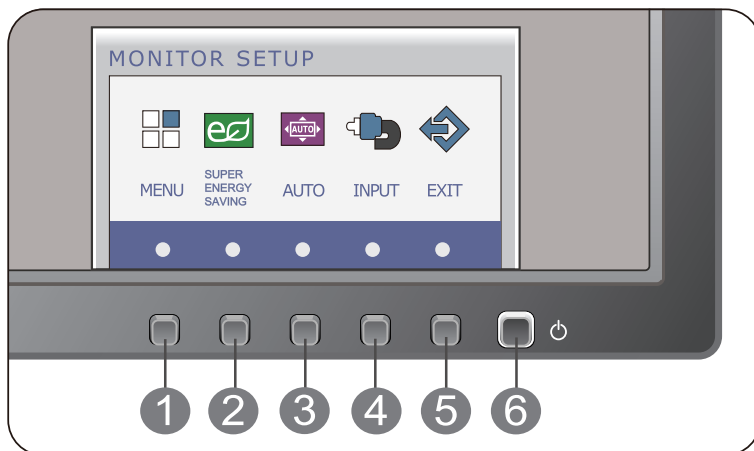 MONITOR SETUP
MENU
SUPER
ENERGY
SAVING
AUTO
AUTO
INPUT
EXIT
1 2 3 4 5 6